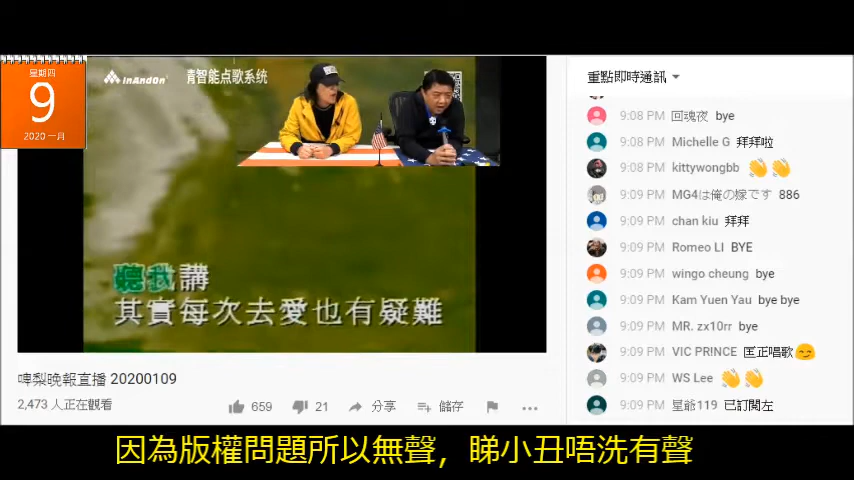 星期四
9
2020 一月
InAndOn
青智能点歌系统
聽我講
其實每次去愛也有疑難
啤梨晚報直播 20200109
2,473 人正在觀看
659
21
分享
儲存
重點即時通訊
9:08 PM 回魂夜 bye
9:08 PM Michelle G 拜拜啦
9:08 PM kittywongbb 👋👋
9:09 PM MG4は俺の嫁です 886
9:09 PM chan kiu 拜拜
9:09 PM Romeo LI BYE
9:09 PM wingo cheung bye
9:09 PM Kam Yuen Yau bye bye
9:09 PM MR. zx10rr bye
9:09 PM VIC PR!NCE 匡正唱歌😏
9:09 PM WS Lee 👋👋
9:09 PM 星爺119 已訂閱左
因為版權問題所以無聲，睇小丑唔洗有聲